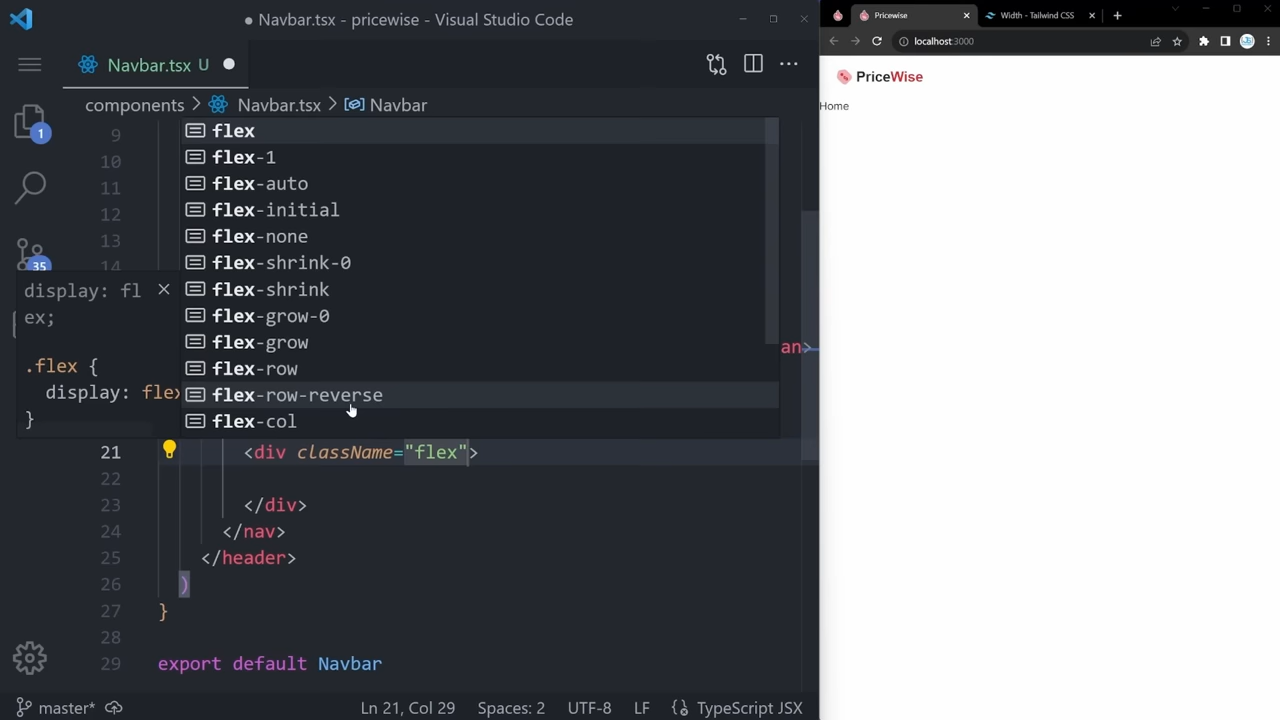 Navbar.tsx - pricewise - Visual Studio Code
Navbar.tsx U
components > Navbar.tsx > Navbar
1
35
9
10
11
12
13
14
flex
flex-1
flex-auto
flex-initial
flex-none
flex-shrink-0
flex-shrink
flex-grow-0
flex-grow
flex-row
flex-row-reverse
flex-col
display: fl
ex;
.flex {
display: flex
}
an>
21 <div className="flex">
22
23 </div>
24 </nav>
25 </header>
26 )
27 }
28
29 export default Navbar
master* Ln 21, Col 29 Spaces: 2 UTF-8 LF TypeScript JSX
Pricewise
Width - Tailwind CSS
localhost:3000
PriceWise
Home